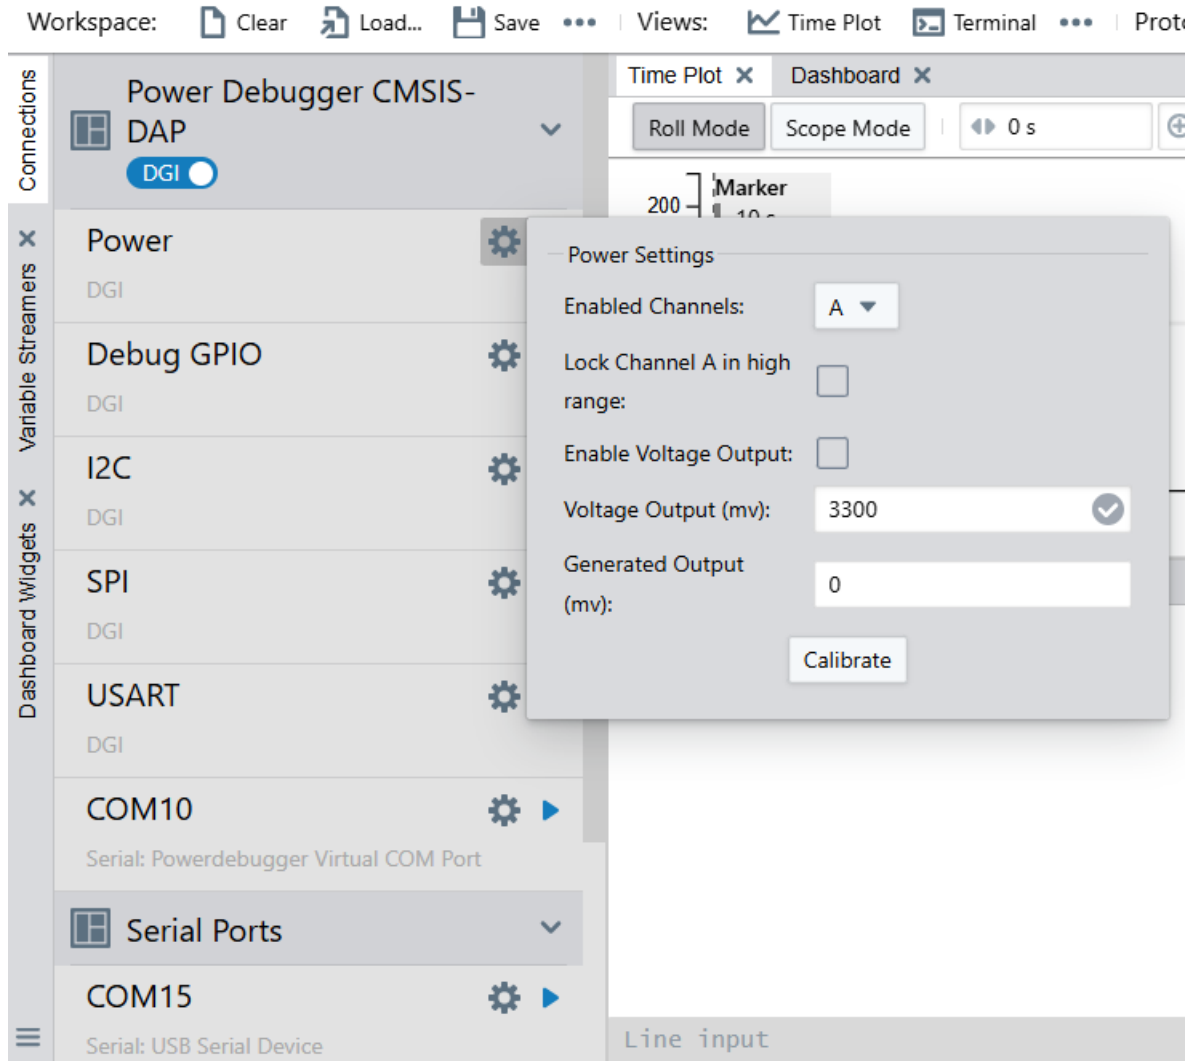 Workspace: Clear Load... Save ••• Views: Time Plot Terminal •••
Connections
Variable Streamers
Dashboard Widgets
Power Debugger CMSIS-
DAP
DGI
Power
DGI
Debug GPIO
DGI
I2C
DGI
SPI
DGI
USART
DGI
COM10
Serial: Powerdebugger Virtual COM Port
Serial Ports
COM15
Serial: USB Serial Device
Time Plot Dashboard
Roll Mode Scope Mode 0 s
200
Marker
10 s
Power Settings
Enabled Channels: A
Lock Channel A in high
range:
Enable Voltage Output:
Voltage Output (mv): 3300
Generated Output
(mv): 0
Calibrate
Line input